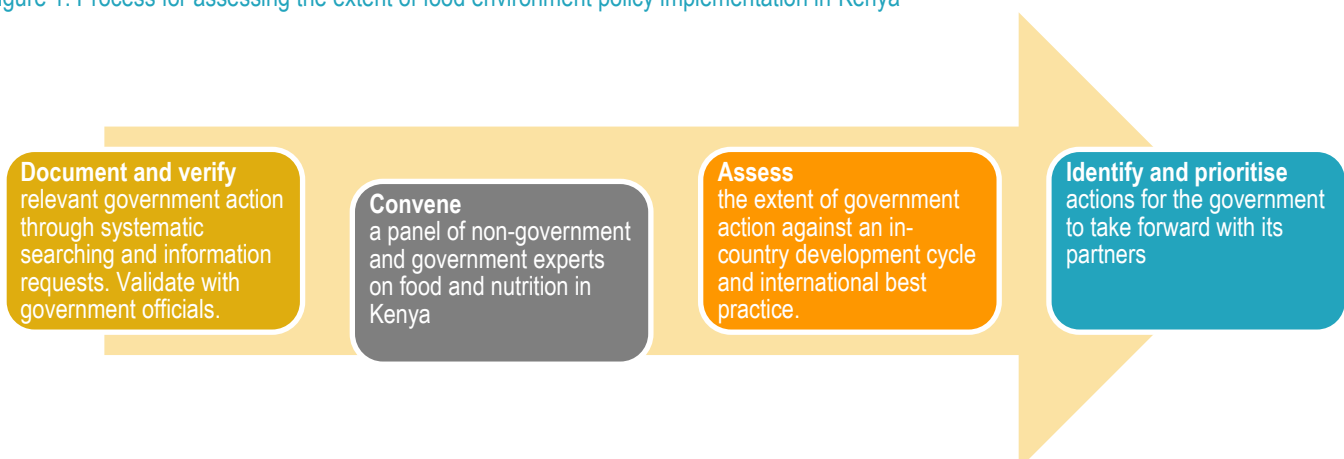 igure 1: Process for assessing the extent of food environment policy implementation in Kenya
Document and verify
relevant government action
through systematic
searching and information
requests. Validate with
government officials.
Convene
a panel of non-government
and government experts
on food and nutrition in
Kenya
Assess
the extent of government
action against an in-
country development cycle
and international best
practice.
Identify and prioritise
actions for the government
to take forward with its
partners